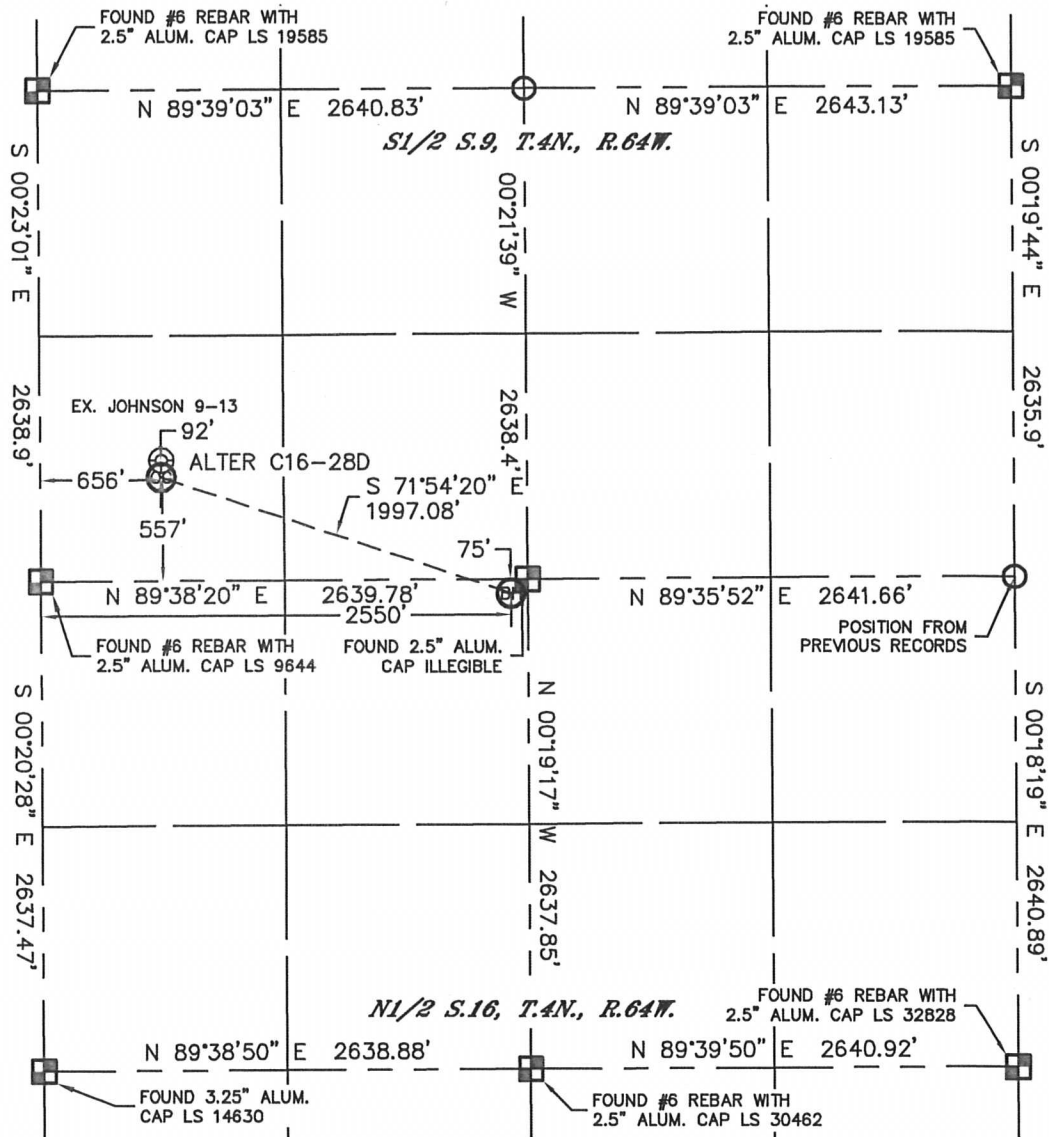 FOUND #6 REBAR WITH
2.5" ALUM. CAP LS 19585
FOUND #6 REBAR WITH
2.5" ALUM. CAP LS 19585
N 89°39'03" E 2640.83'
N 89°39'03" E 2643.13'
S1/2 S.9, T.4N., R.64W.
S 00°23'01" E 2638.9'
00°21'39" W 2638.4'
S 00°19'44" E 2635.9'
EX. JOHNSON 9-13
92'
ALTER C16-28D
656'
S 71°54'20" E
1997.08'
557'
75'
N 89°38'20" E 2639.78'
N 89°35'52" E 2641.66'
2550'
POSITION FROM
PREVIOUS RECORDS
FOUND #6 REBAR WITH
2.5" ALUM. CAP LS 9644
FOUND 2.5" ALUM.
CAP ILLEGIBLE
S 00°20'28" E 2637.47'
N 00°19'17" W 2637.85'
S 00°18'19" E 2640.89'
N1/2 S.16, T.4N., R.64W.
FOUND #6 REBAR WITH
2.5" ALUM. CAP LS 32828
N 89°38'50" E 2638.88'
N 89°39'50" E 2640.92'
FOUND 3.25" ALUM.
CAP LS 14630
FOUND #6 REBAR WITH
2.5" ALUM. CAP LS 30462